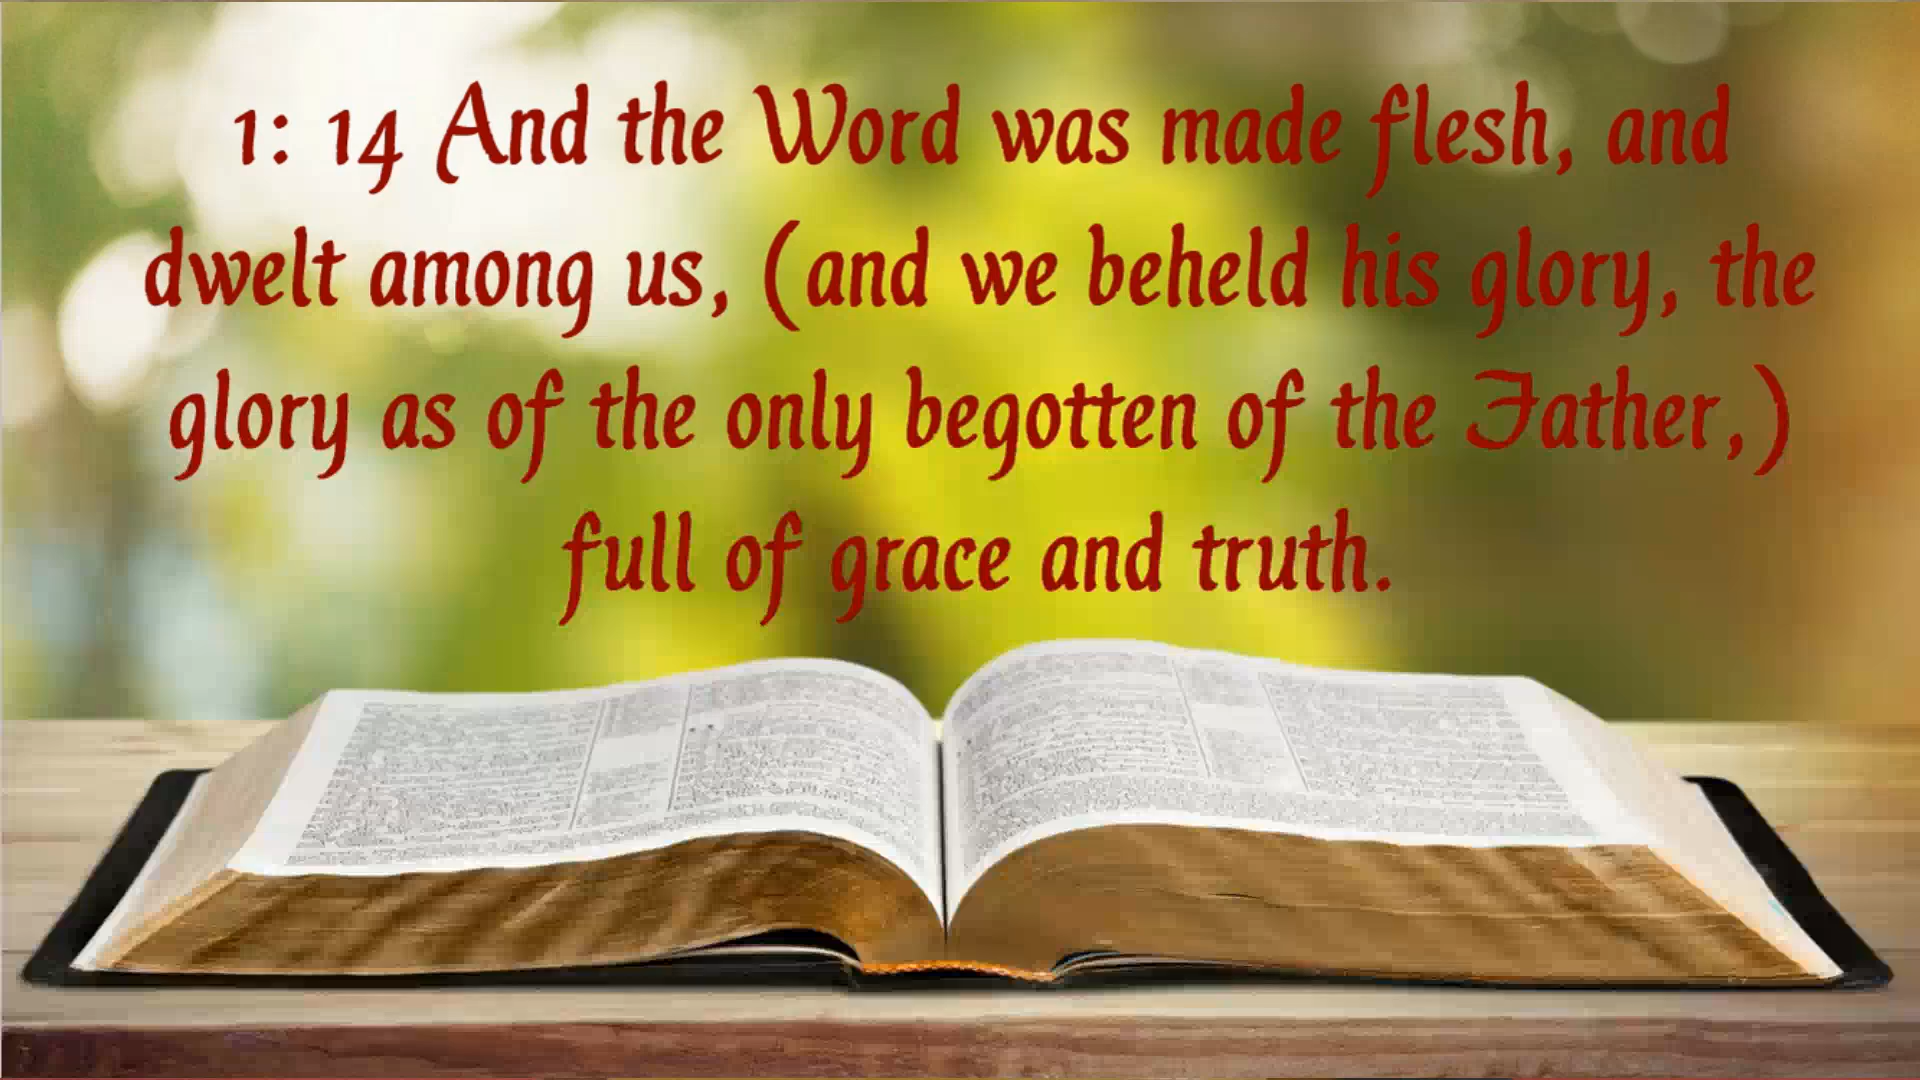 1: 14 And the Word was made flesh, and
dwelt among us, (and we beheld his glory, the
glory as of the only begotten of the Father,)
full of grace and truth.